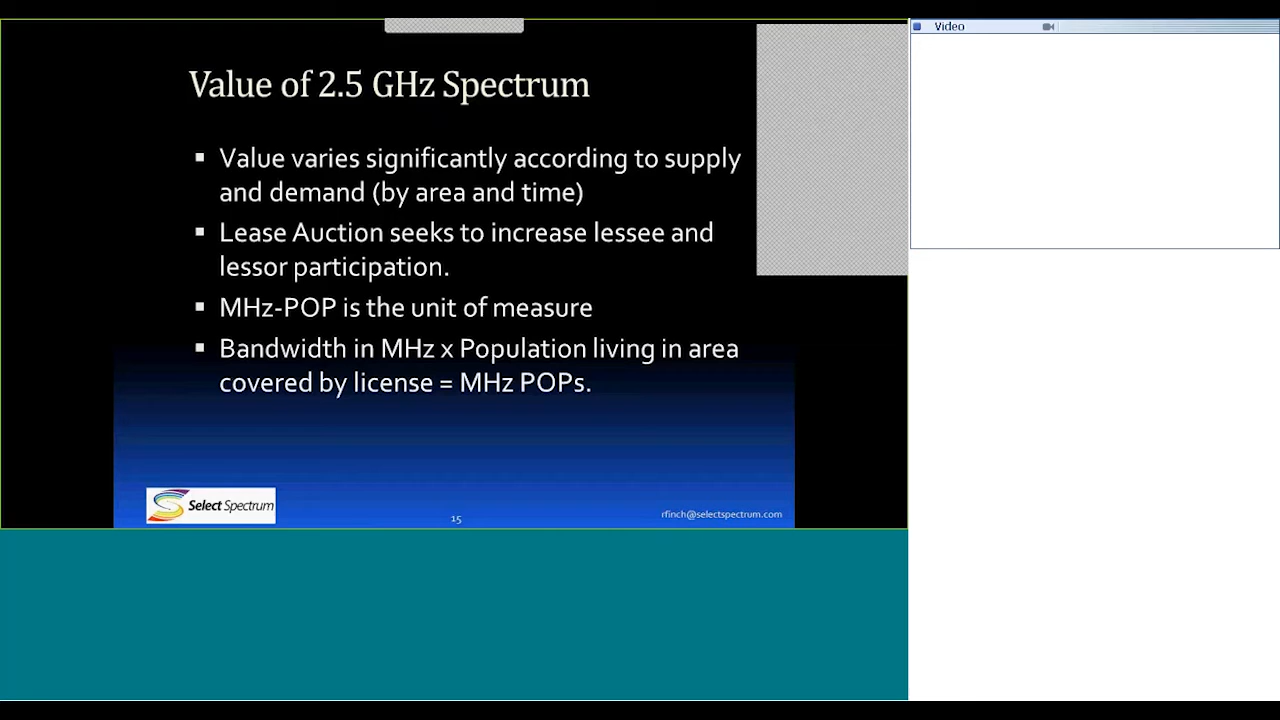 Video
Value of 2.5 GHz Spectrum
▪ Value varies significantly according to supply
and demand (by area and time)
▪ Lease Auction seeks to increase lessee and
lessor participation.
▪ MHz-POP is the unit of measure
▪ Bandwidth in MHz x Population living in area
covered by license = MHz POPs.
Select Spectrum
15
rfinch@selectspectrum.com